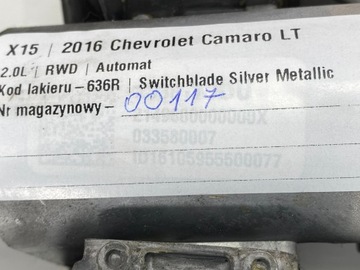 X15 / 2016 Chevrolet Camaro LT
2.0L | RWD | Automat
Kod lakieru – 636R | Switchblade Silver Metallic
Nr magazynowy - 00117
033580007